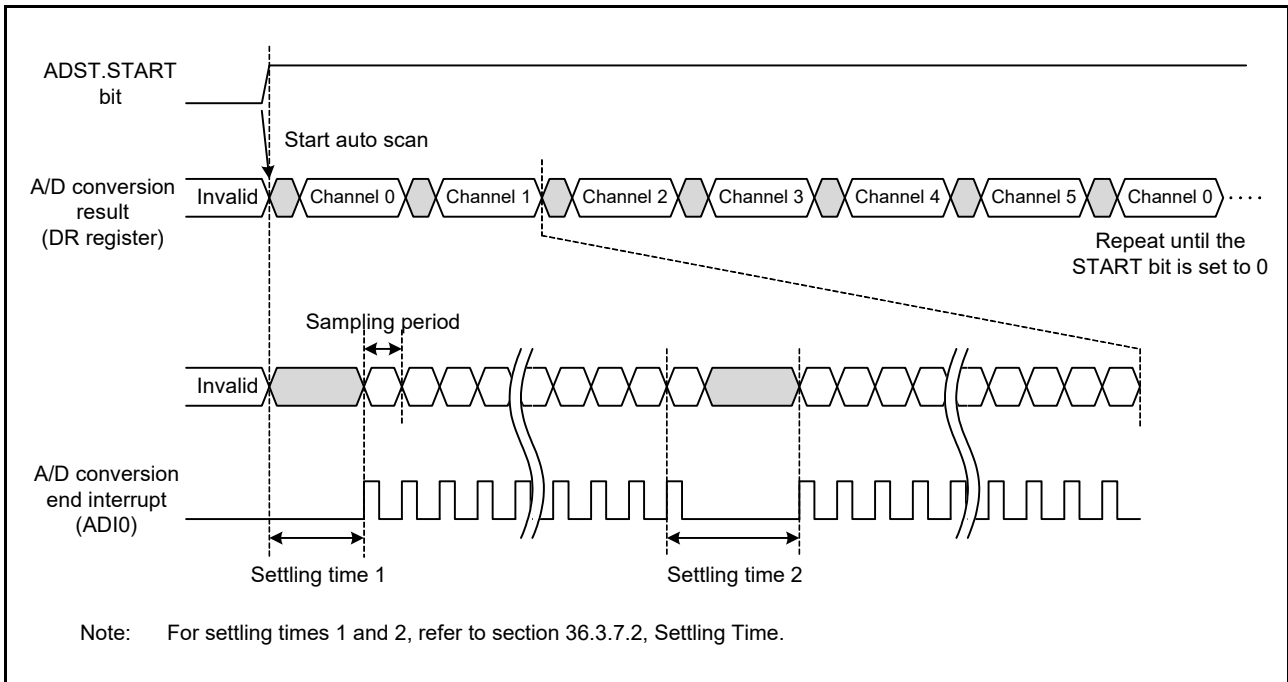 ADST.START
bit
Start auto scan
A/D conversion
result
(DR register)
Invalid
Channel 0
Channel 1
Channel 2
Channel 3
Channel 4
Channel 5
Channel 0
····
Repeat until the
START bit is set to 0
Sampling period
Invalid
A/D conversion
end interrupt
(ADI0)
Settling time 1
Settling time 2
Note: For settling times 1 and 2, refer to section 36.3.7.2, Settling Time.